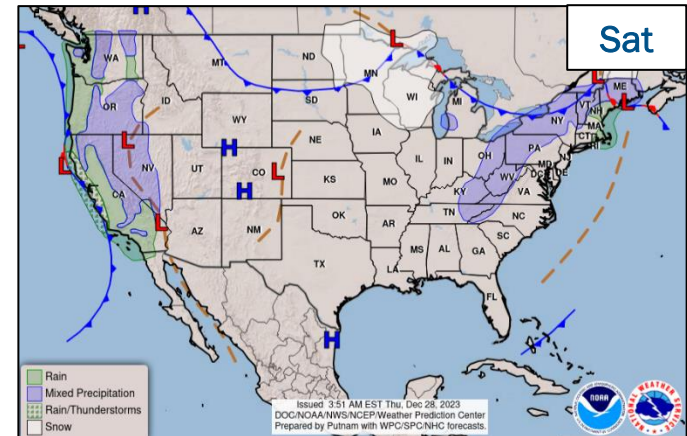 Sat
H
L
L
WA
MT
ND
MN
L
OR
ID
WY
SD
WI
MI
L
ME
VT
NH
L
NY
MA
CT
RI
L
L
NV
UT
H
CO
L
H
NE
IA
IL
IN
OH
PA
NJ
MD
DE
DC
WV
VA
KY
CA
KS
MO
L
AZ
NM
OK
AR
TN
NC
SC
TX
LA
MS
AL
GA
FL
H
Rain
Mixed Precipitation
Rain/Thunderstorms
Snow
Issued 3:51 AM EST Thu, Dec 28, 2023
DOC/NOAA/NWS/NCEP/Weather Prediction Center
Prepared by Putnam with WPC/SPC/NHC forecasts.
NOAA
NATIONAL WEATHER SERVICE